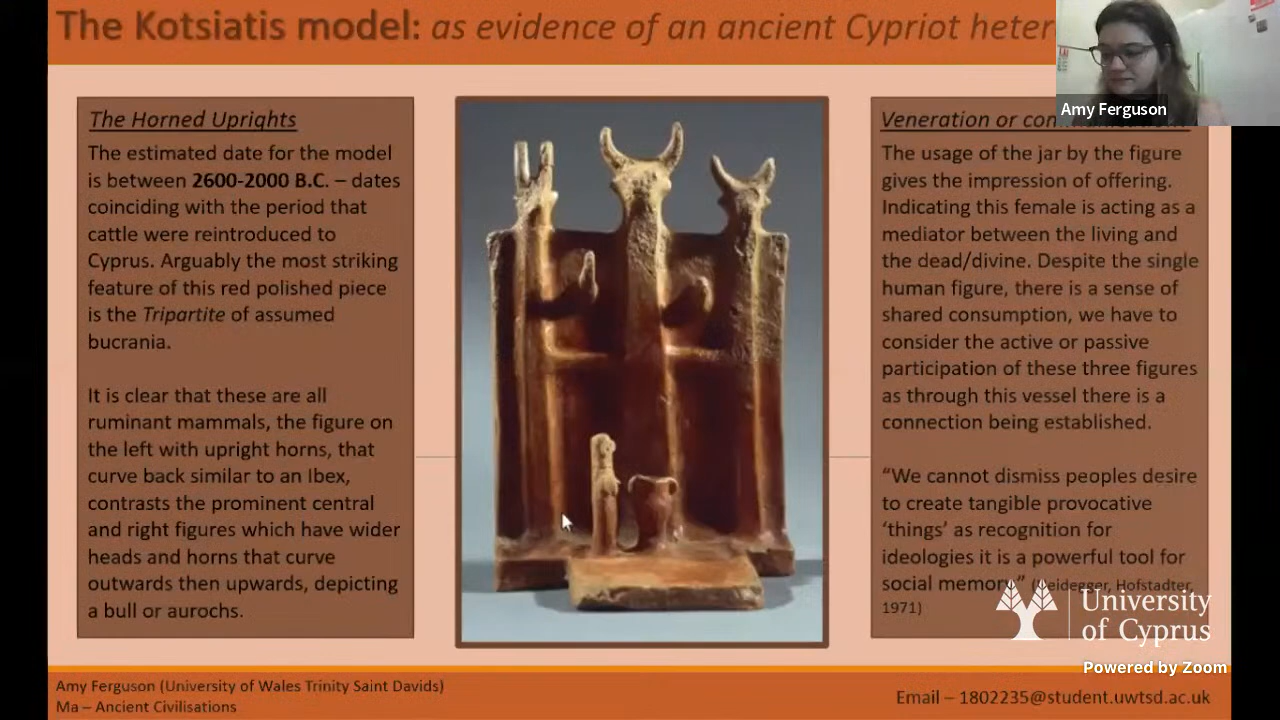 The Kotsiatis model: as evidence of an ancient Cypriot heter
Amy Ferguson
The Horned Uprights
The estimated date for the model
is between 2600-2000 B.C. – dates
coinciding with the period that
cattle were reintroduced to
Cyprus. Arguably the most striking
feature of this red polished piece
is the Tripartite of assumed
bucrania.
It is clear that these are all
ruminant mammals, the figure on
the left with upright horns, that
curve back similar to an Ibex,
contrasts the prominent central
and right figures which have wider
heads and horns that curve
outwards then upwards, depicting
a bull or aurochs.
Veneration or
The usage of the jar by the figure
gives the impression of offering.
Indicating this female is acting as a
mediator between the living and
the dead/divine. Despite the single
human figure, there is a sense of
shared consumption, we have to
consider the active or passive
participation of these three figures
as through this vessel there is a
connection being established.
“We cannot dismiss peoples desire
to create tangible provocative
‘things’ as recognition for
ideologies it is a powerful tool for
social memory” (Heidegger, Hofstadter,
1971)
University
of Cyprus
Powered by Zoom
Amy Ferguson (University of Wales Trinity Saint Davids)
Ma – Ancient Civilisations
Email – 1802235@student.uwtsd.ac.uk